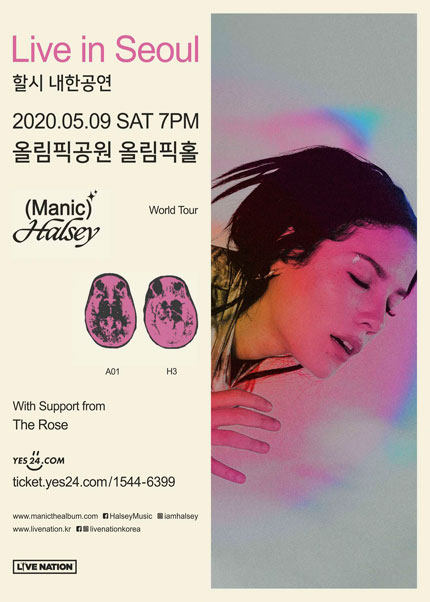 Live in Seoul
할시 내한공연
2020.05.09 SAT 7PM
올림픽공원 올림픽홀
(Manic)
World Tour
Halsey
A01 H3
With Support from
The Rose
YES24.COM
ticket.yes24.com/1544-6399
www.manicthealbum.com HalseyMusic iamhalsey
www.livenation.kr livenationkorea
LIVE NATION